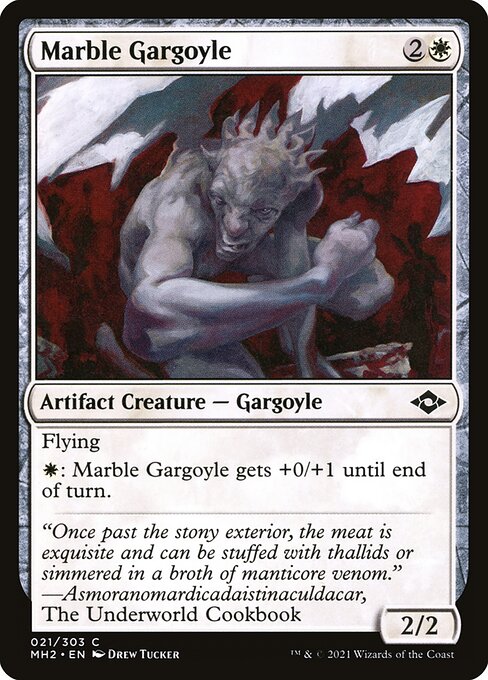 Marble Gargoyle 2
Artifact Creature — Gargoyle
Flying
: Marble Gargoyle gets +0/+1 until end
of turn.
“Once past the stony exterior, the meat is
exquisite and can be stuffed with thallids or
simmered in a broth of manticore venom.”
—Asmoranomardicadaistinaculdacar,
The Underworld Cookbook
2/2
021/303 C
MH2 • EN Drew Tucker
™ & © 2021 Wizards of the Coast